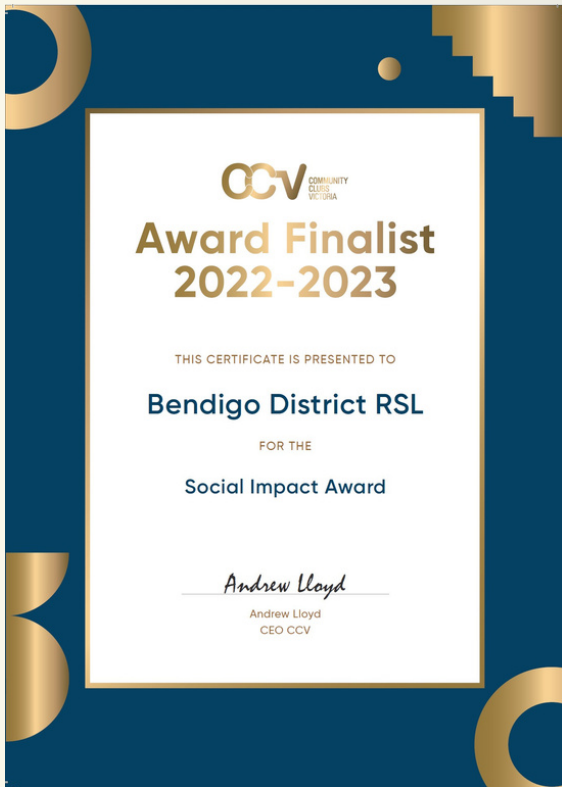 CCV
COMMUNITY
CLUBS
VICTORIA
Award Finalist
2022-2023
THIS CERTIFICATE IS PRESENTED TO
Bendigo District RSL
FOR THE
Social Impact Award
Andrew Lloyd
Andrew Lloyd
CEO CCV